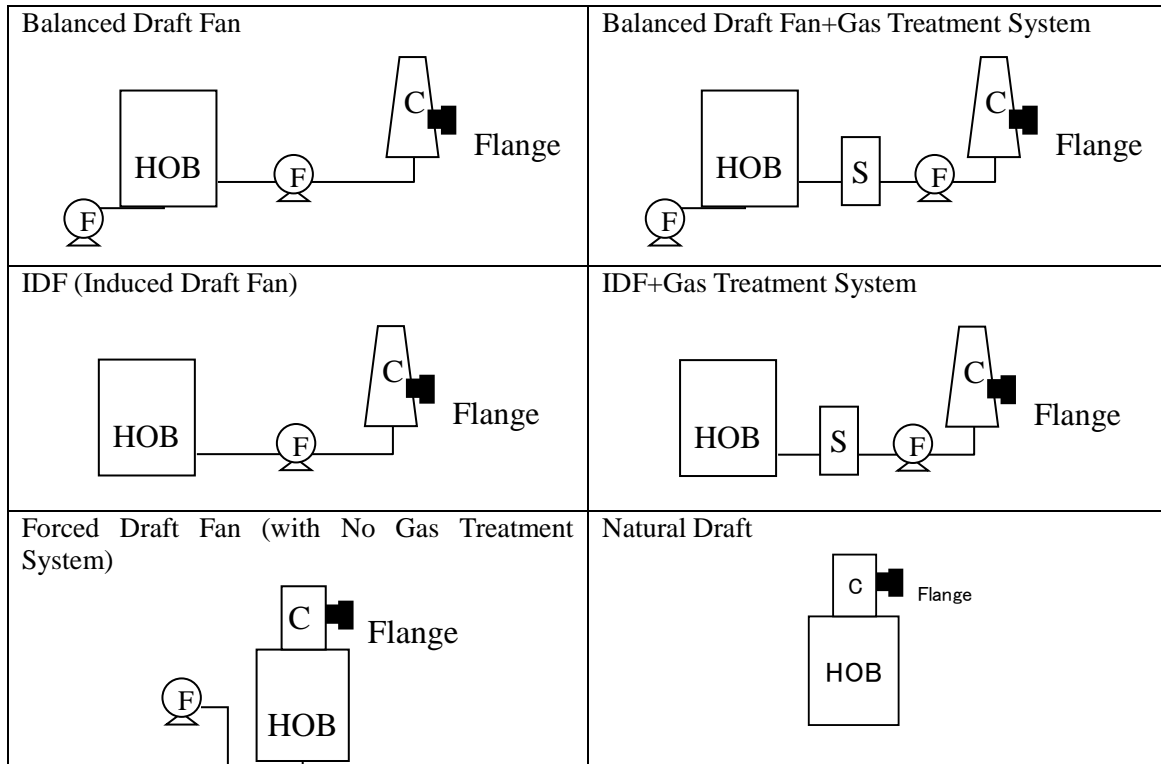 Balanced Draft Fan
C
Flange
HOB
F
F
Balanced Draft Fan+Gas Treatment System
C
Flange
HOB
S
F
F
IDF (Induced Draft Fan)
C
Flange
HOB
F
IDF+Gas Treatment System
C
Flange
HOB
S
F
Forced Draft Fan (with No Gas Treatment
System)
C
Flange
F
HOB
Natural Draft
C
Flange
HOB